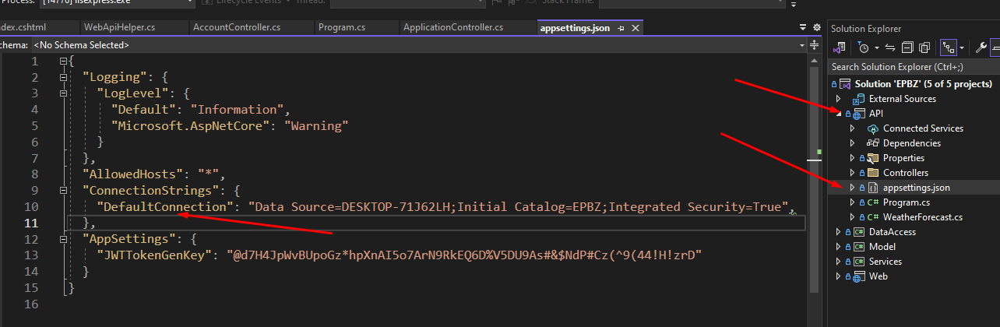 Process: [14770] iisexpress.exe Lifecycle Events Thread: Stack Frame:
ndex.cshtml WebApiHelper.cs AccountController.cs Program.cs ApplicationController.cs appsettings.json
chema: <No Schema Selected>
1 {
2 "Logging": {
3 "LogLevel": {
4 "Default": "Information",
5 "Microsoft.AspNetCore": "Warning"
6 }
7 },
8 "AllowedHosts": "*",
9 "ConnectionStrings": {
10 "DefaultConnection": "Data Source=DESKTOP-71J62LH;Initial Catalog=EPBZ;Integrated Security=True",
11 },
12 "AppSettings": {
13 "JWTTokenGenKey": "@d7H4JpWvBUpoGz*hpXnAI5o7ArN9RkEQ6D%V5DU9As#&$NdP#Cz(^9(44!H!zrD"
14 }
15 }
16
Solution Explorer
Search Solution Explorer (Ctrl+;)
Solution 'EPBZ' (5 of 5 projects)
External Sources
API
Connected Services
Dependencies
Properties
Controllers
appsettings.json
C# Program.cs
C# WeatherForecast.cs
C# DataAccess
C# Model
C# Services
Web